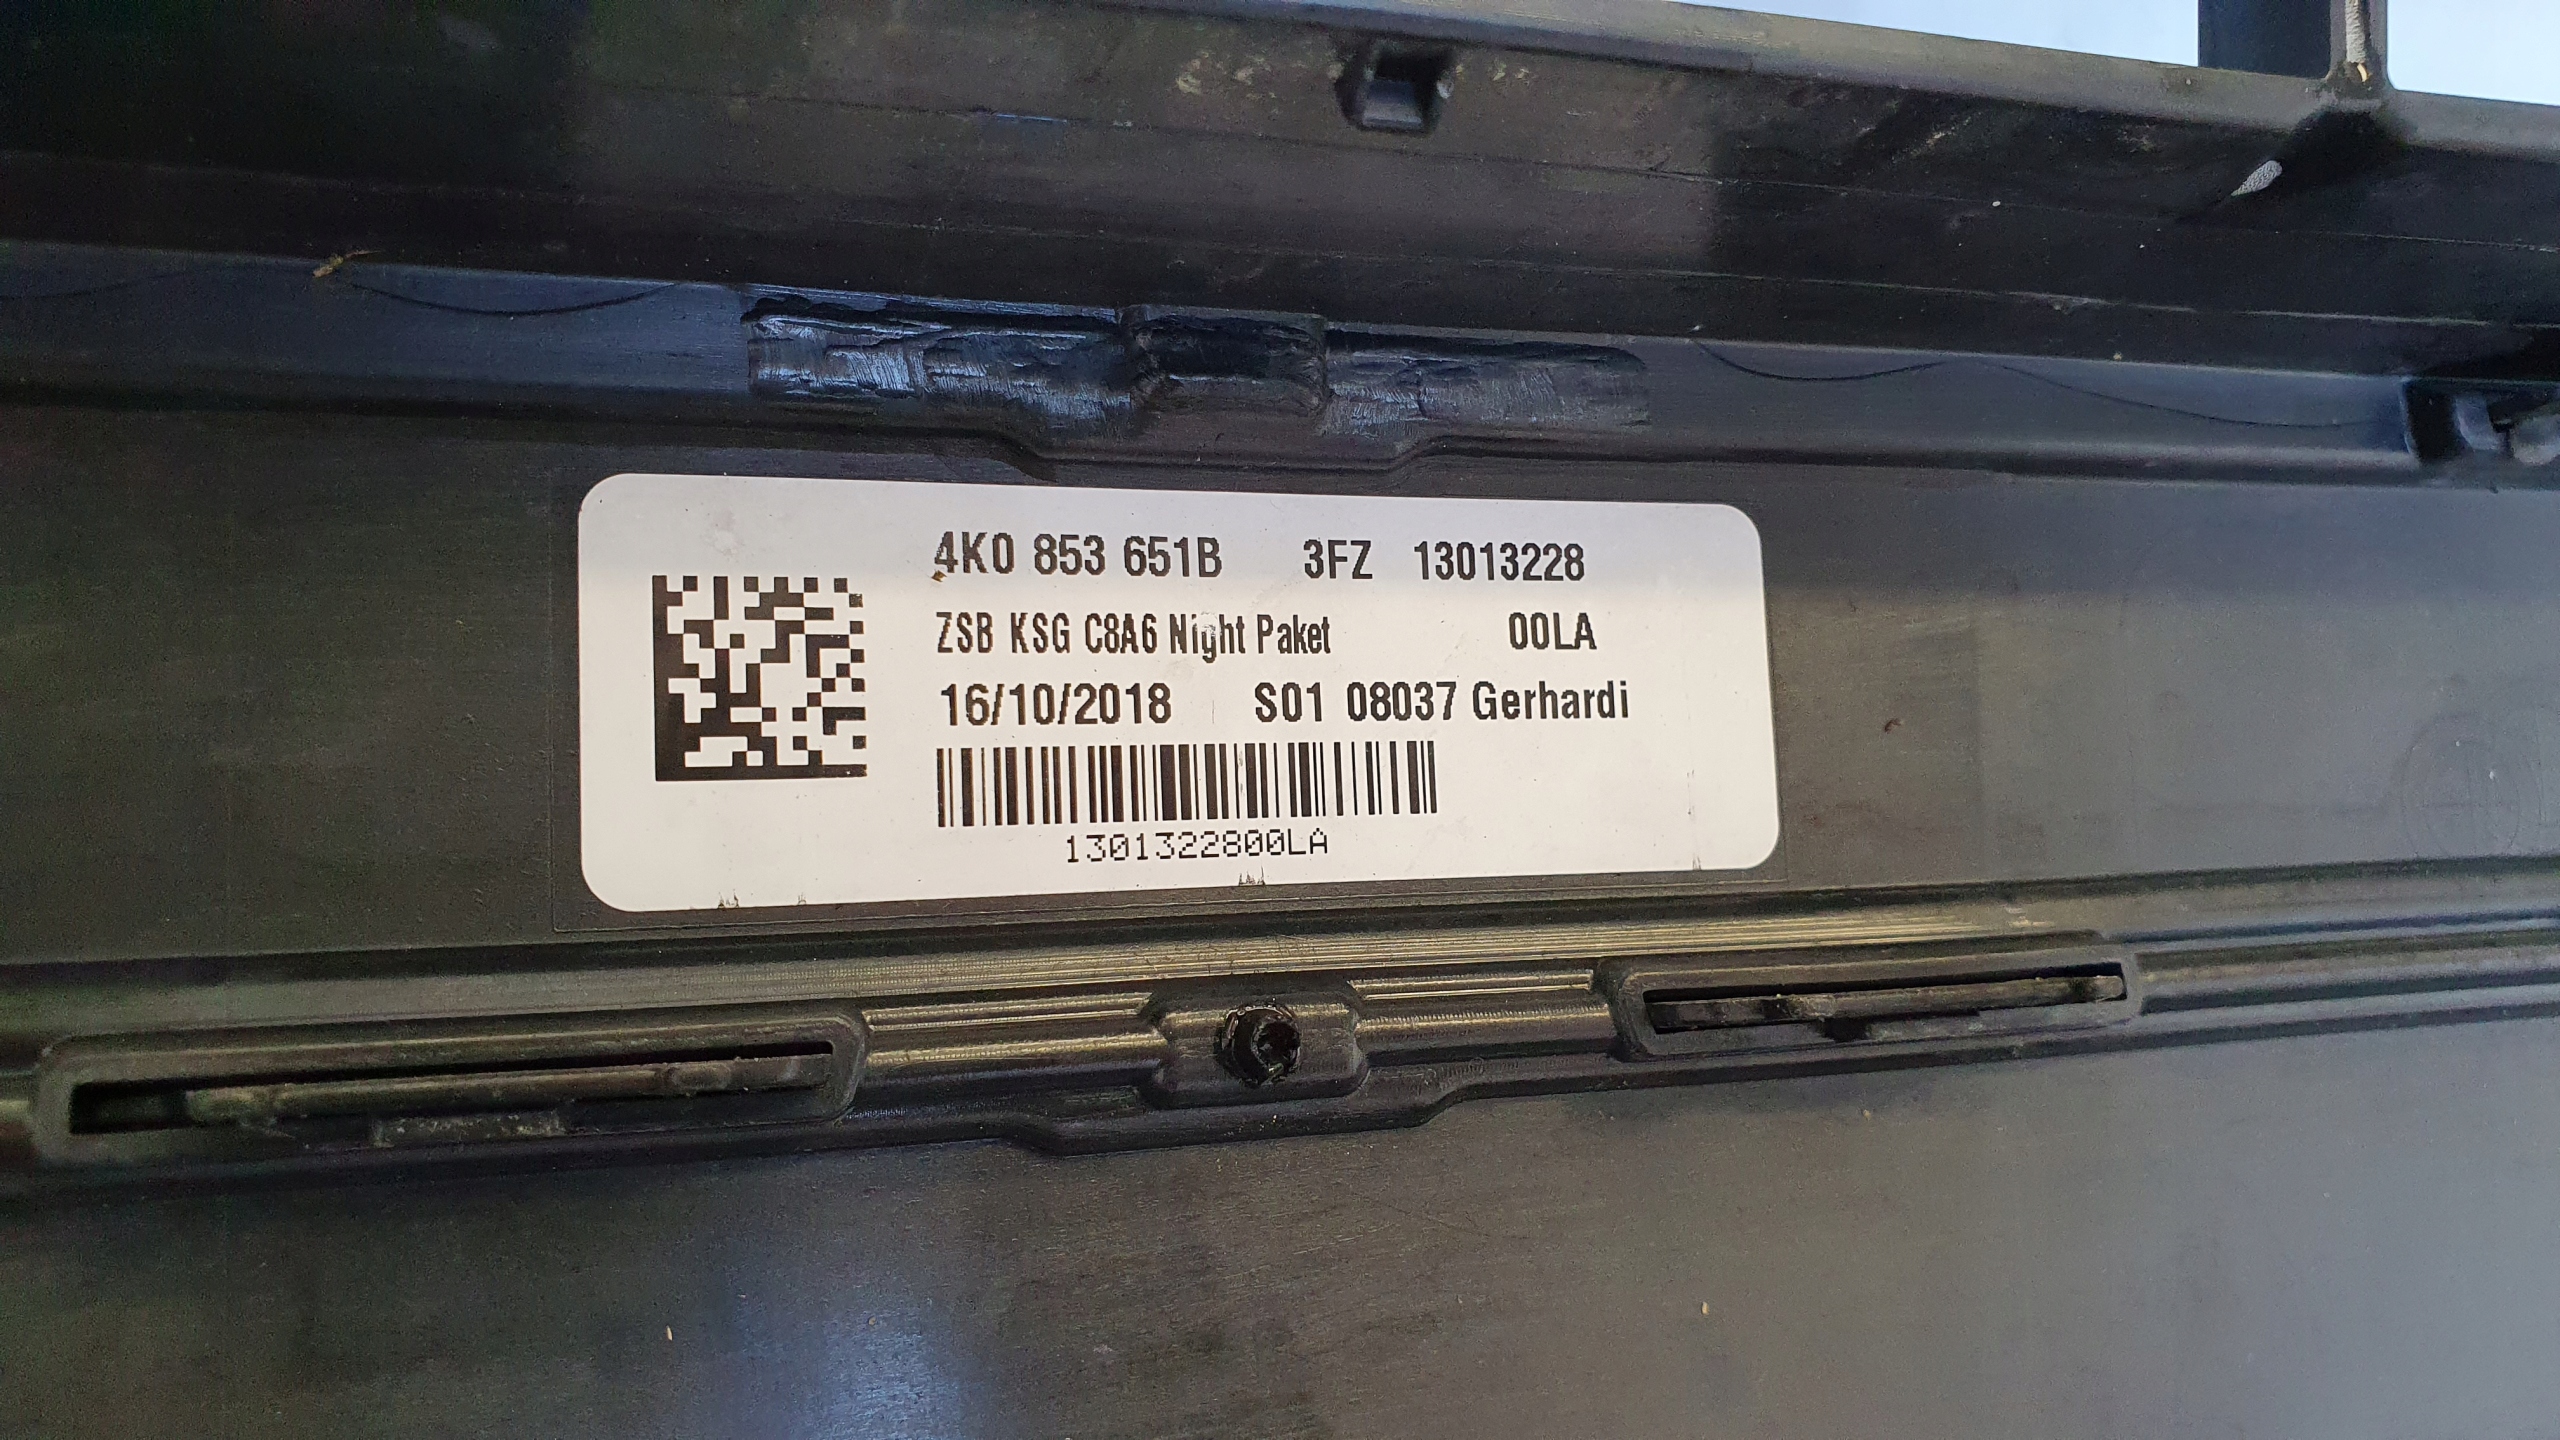 4K0 853 651B 3FZ 13013228
ZSB KSG C8A6 Night Paket 00LA
16/10/2018 S01 08037 Gerhardi
1301322800LA